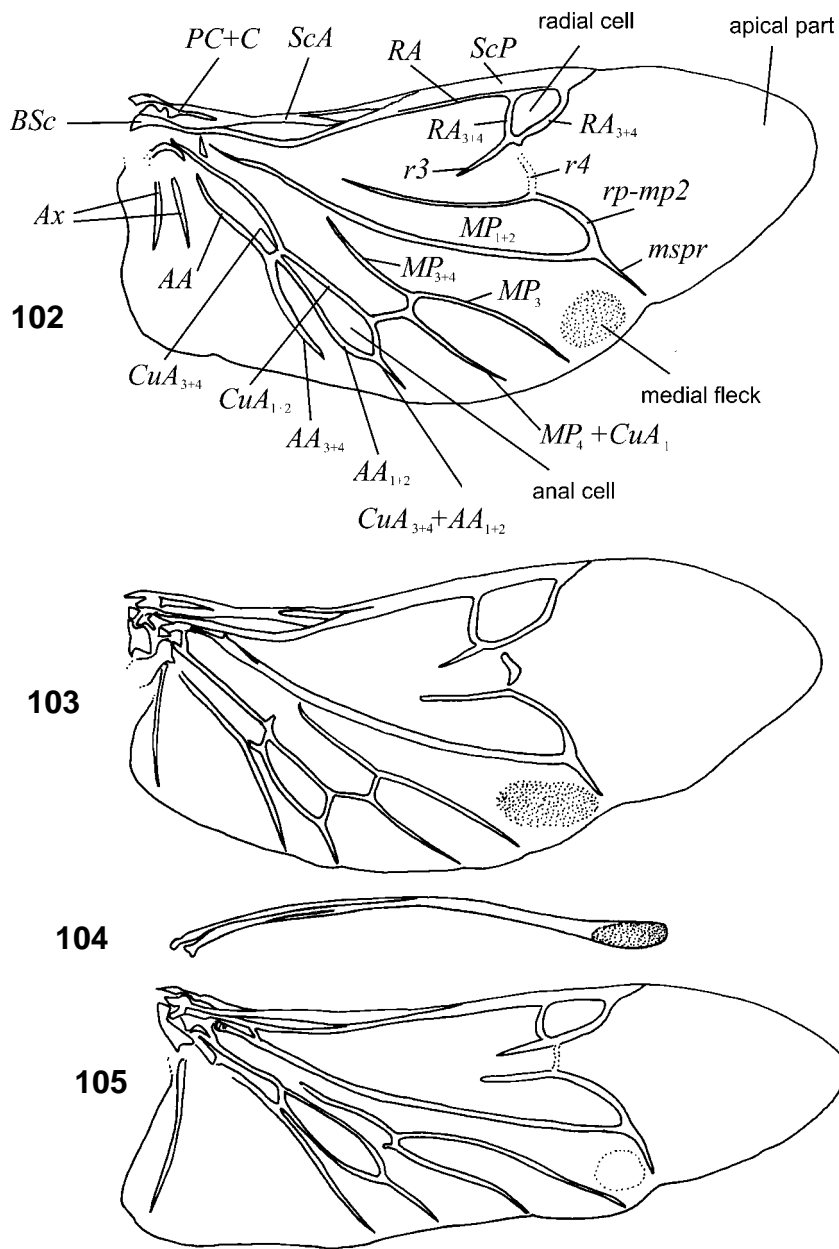 radial cell
apical part
PC+C ScA RA ScP
BSc
RA3+4 RA3+4
r3 r4
Ax
rp-mp2
MP1+2
AA
MP3+4
mspr
102
MP3
CuA3+4
medial fleck
CuA1+2
AA3+4
MP4 +CuA1
AA1+2
anal cell
CuA3+4+AA1+2
103
104
105